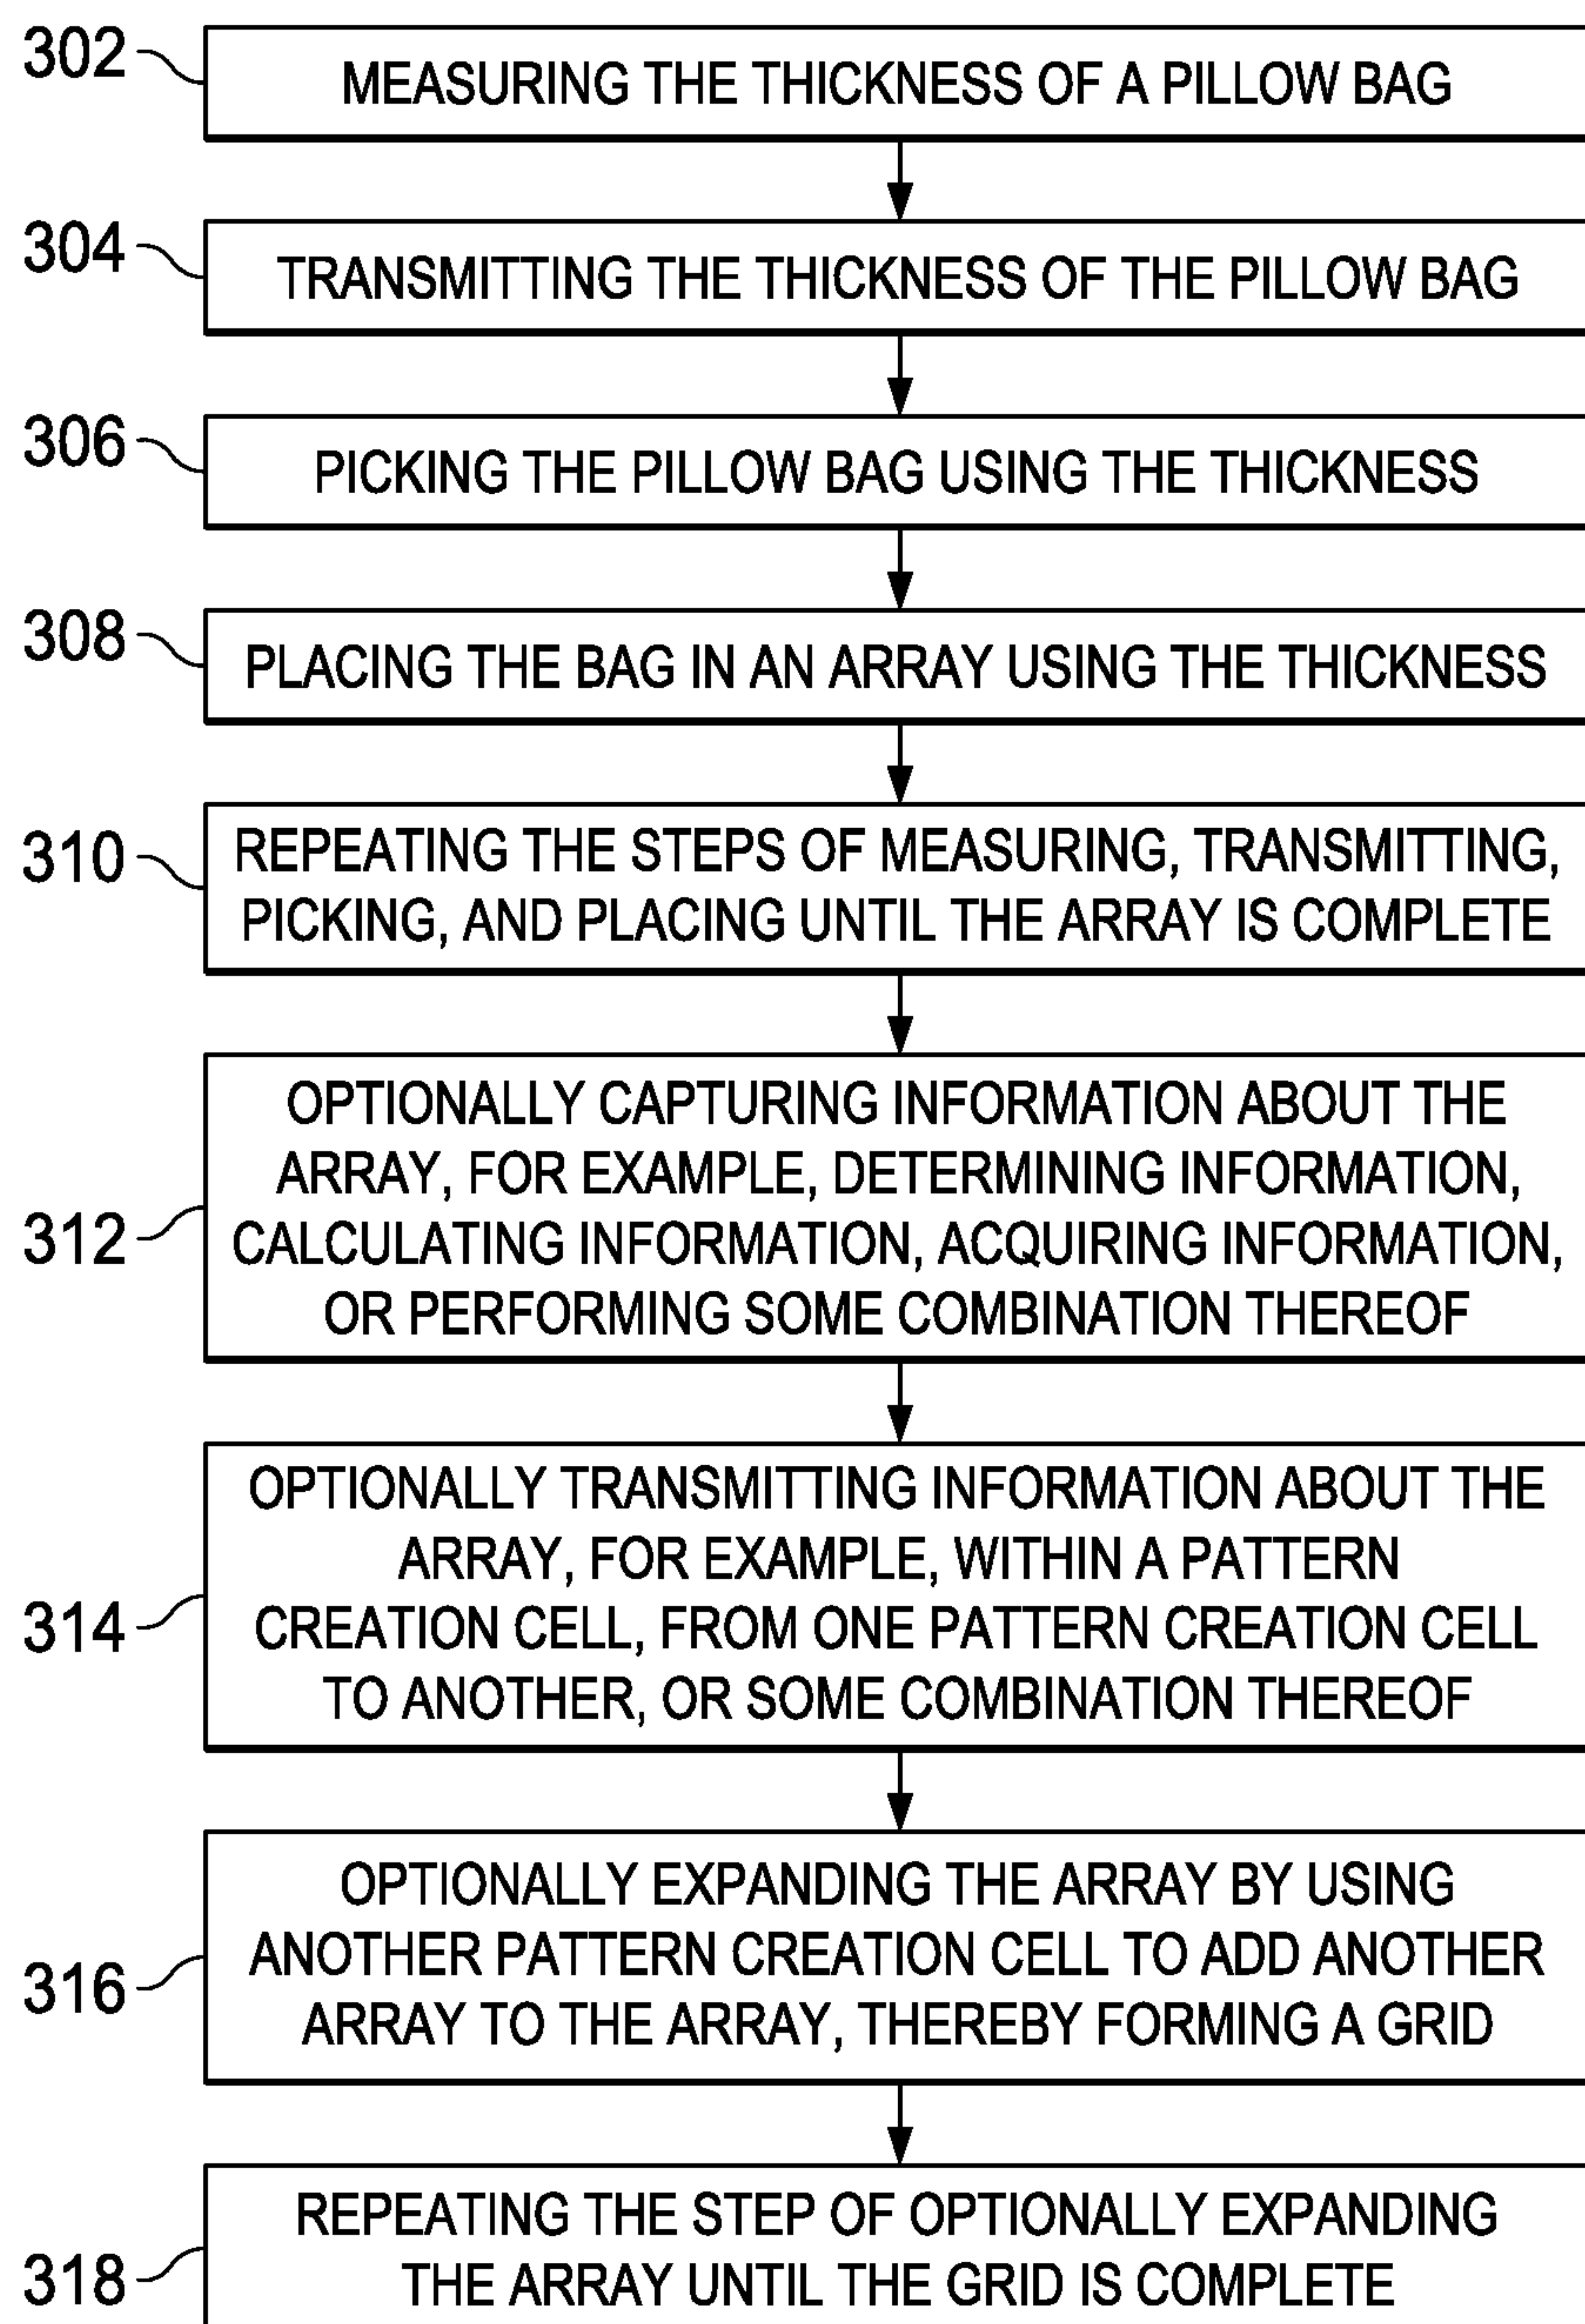 302
MEASURING THE THICKNESS OF A PILLOW BAG
304
TRANSMITTING THE THICKNESS OF THE PILLOW BAG
306
PICKING THE PILLOW BAG USING THE THICKNESS
308
PLACING THE BAG IN AN ARRAY USING THE THICKNESS
310
REPEATING THE STEPS OF MEASURING, TRANSMITTING,
PICKING, AND PLACING UNTIL THE ARRAY IS COMPLETE
312
OPTIONALLY CAPTURING INFORMATION ABOUT THE
ARRAY, FOR EXAMPLE, DETERMINING INFORMATION,
CALCULATING INFORMATION, ACQUIRING INFORMATION,
OR PERFORMING SOME COMBINATION THEREOF
314
OPTIONALLY TRANSMITTING INFORMATION ABOUT THE
ARRAY, FOR EXAMPLE, WITHIN A PATTERN
CREATION CELL, FROM ONE PATTERN CREATION CELL
TO ANOTHER, OR SOME COMBINATION THEREOF
316
OPTIONALLY EXPANDING THE ARRAY BY USING
ANOTHER PATTERN CREATION CELL TO ADD ANOTHER
ARRAY TO THE ARRAY, THEREBY FORMING A GRID
318
REPEATING THE STEP OF OPTIONALLY EXPANDING
THE ARRAY UNTIL THE GRID IS COMPLETE